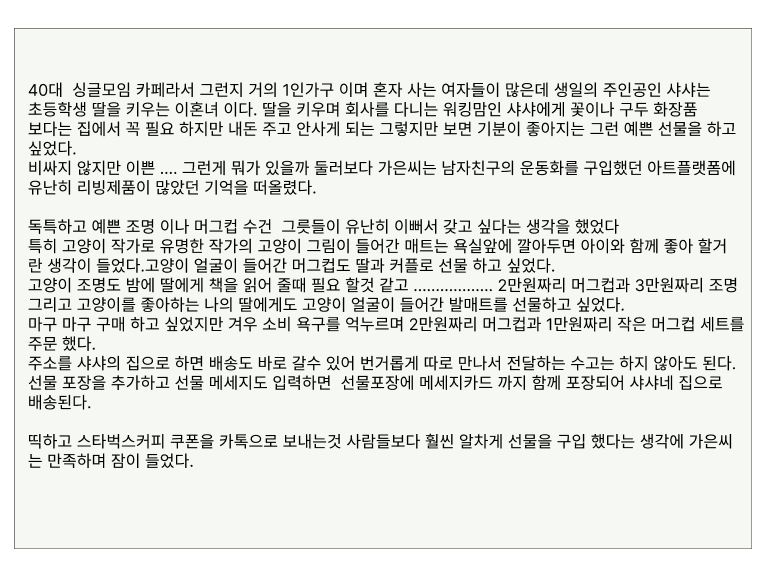 40대  싱글모임 카페라서 그런지 거의 1인가구 이며 혼자 사는 여자들이 많은데 생일의 주인공인 샤샤는
초등학생 딸을 키우는 이혼녀 이다. 딸을 키우며 회사를 다니는 워킹맘인 샤샤에게 꽃이나 구두 화장품
보다는 집에서 꼭 필요 하지만 내돈 주고 안사게 되는 그렇지만 보면 기분이 좋아지는 그런 예쁜 선물을 하고
싶었다.
비싸지 않지만 이쁜 .... 그런게 뭐가 있을까 둘러보다 가은씨는 남자친구의 운동화를 구입했던 아트플랫폼에
유난히 리빙제품이 많았던 기억을 떠올렸다.
독특하고 예쁜 조명 이나 머그컵 수건  그릇들이 유난히 이뻐서 갖고 싶다는 생각을 했었다
특히 고양이 작가로 유명한 작가의 고양이 그림이 들어간 매트는 욕실앞에 깔아두면 아이와 함께 좋아 할거
란 생각이 들었다.고양이 얼굴이 들어간 머그컵도 딸과 커플로 선물 하고 싶었다.
고양이 조명도 밤에 딸에게 책을 읽어 줄때 필요 할것 같고 .................. 2만원짜리 머그컵과 3만원짜리 조명
그리고 고양이를 좋아하는 나의 딸에게도 고양이 얼굴이 들어간 발매트를 선물하고 싶었다.
마구 마구 구매 하고 싶었지만 겨우 소비 욕구를 억누르며 2만원짜리 머그컵과 1만원짜리 작은 머그컵 세트를
주문 했다.
주소를 샤샤의 집으로 하면 배송도 바로 갈수 있어 번거롭게 따로 만나서 전달하는 수고는 하지 않아도 된다.
선물 포장을 추가하고 선물 메세지도 입력하면  선물포장에 메세지카드 까지 함께 포장되어 샤샤네 집으로
배송된다.
띡하고 스타벅스커피 쿠폰을 카톡으로 보내는것 사람들보다 훨씬 알차게 선물을 구입 했다는 생각에 가은씨
는 만족하며 잠이 들었다.